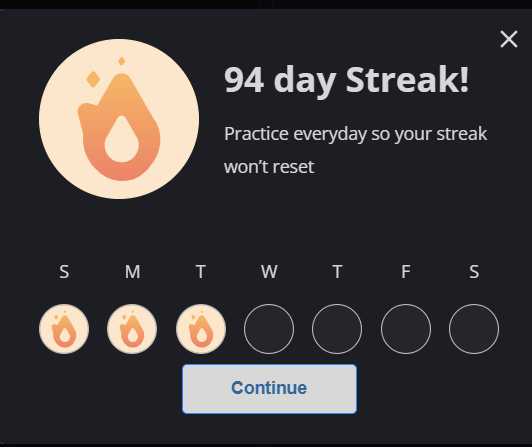 94 day Streak!
Practice everyday so your streak
won't reset
S M T W T F S
Continue